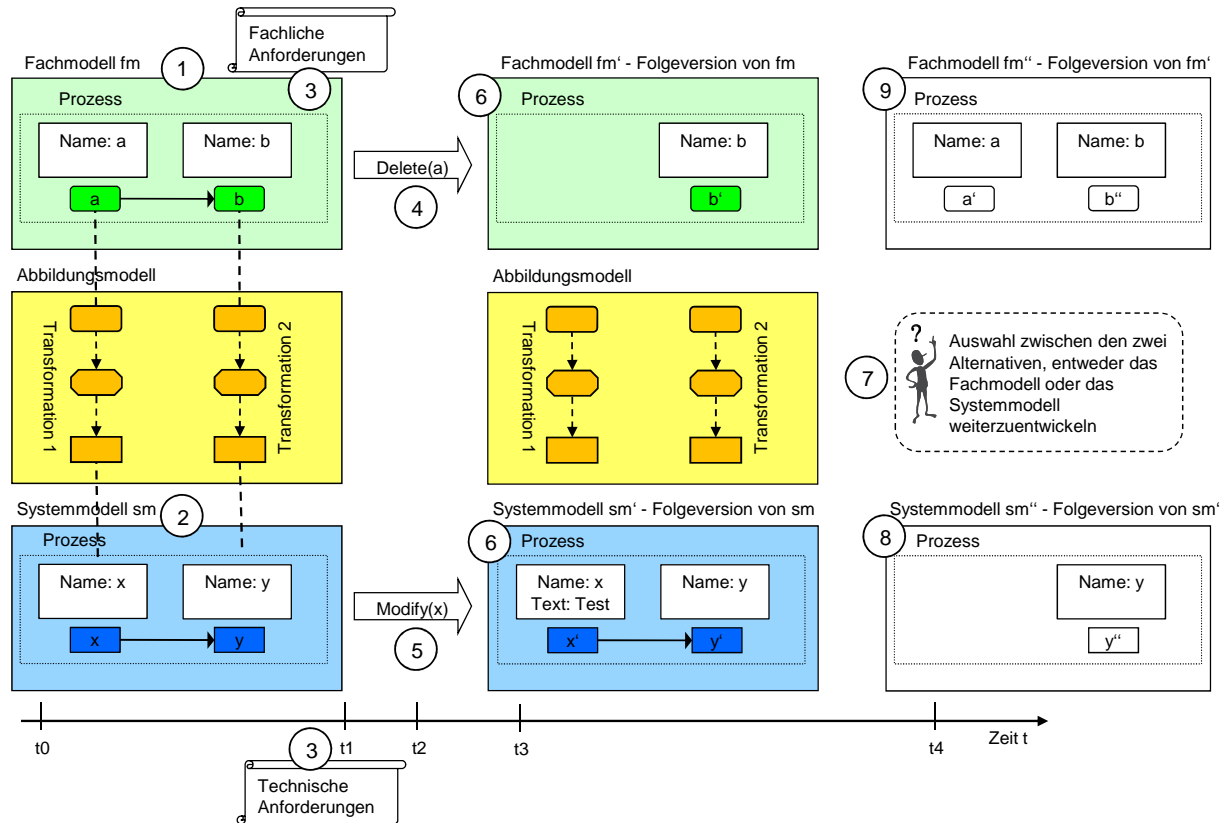 Fachliche
Anforderungen
3
Fachmodell fm
1
Prozess
Name: a
Name: b
a
b
Delete(a)
4
Fachmodell fm‘ - Folgeversion von fm
6
Prozess
Name: b
b‘
Fachmodell fm‘‘ - Folgeversion von fm‘
9
Prozess
Name: a
Name: b
a‘
b‘‘
Abbildungsmodell
Transformation 1
Transformation 2
Abbildungsmodell
Transformation 1
Transformation 2
7
?
Auswahl zwischen den zwei
Alternativen, entweder das
Fachmodell oder das
Systemmodell
weiterzuentwickeln
Systemmodell sm
2
Prozess
Name: x
Name: y
x
y
Modify(x)
5
Systemmodell sm‘ - Folgeversion von sm
6
Prozess
Name: x
Text: Test
Name: y
x‘
y‘
Systemmodell sm‘‘ - Folgeversion von sm‘
8
Prozess
Name: y
y‘‘
t0
t1
t2
t3
t4
Zeit t
3
Technische
Anforderungen